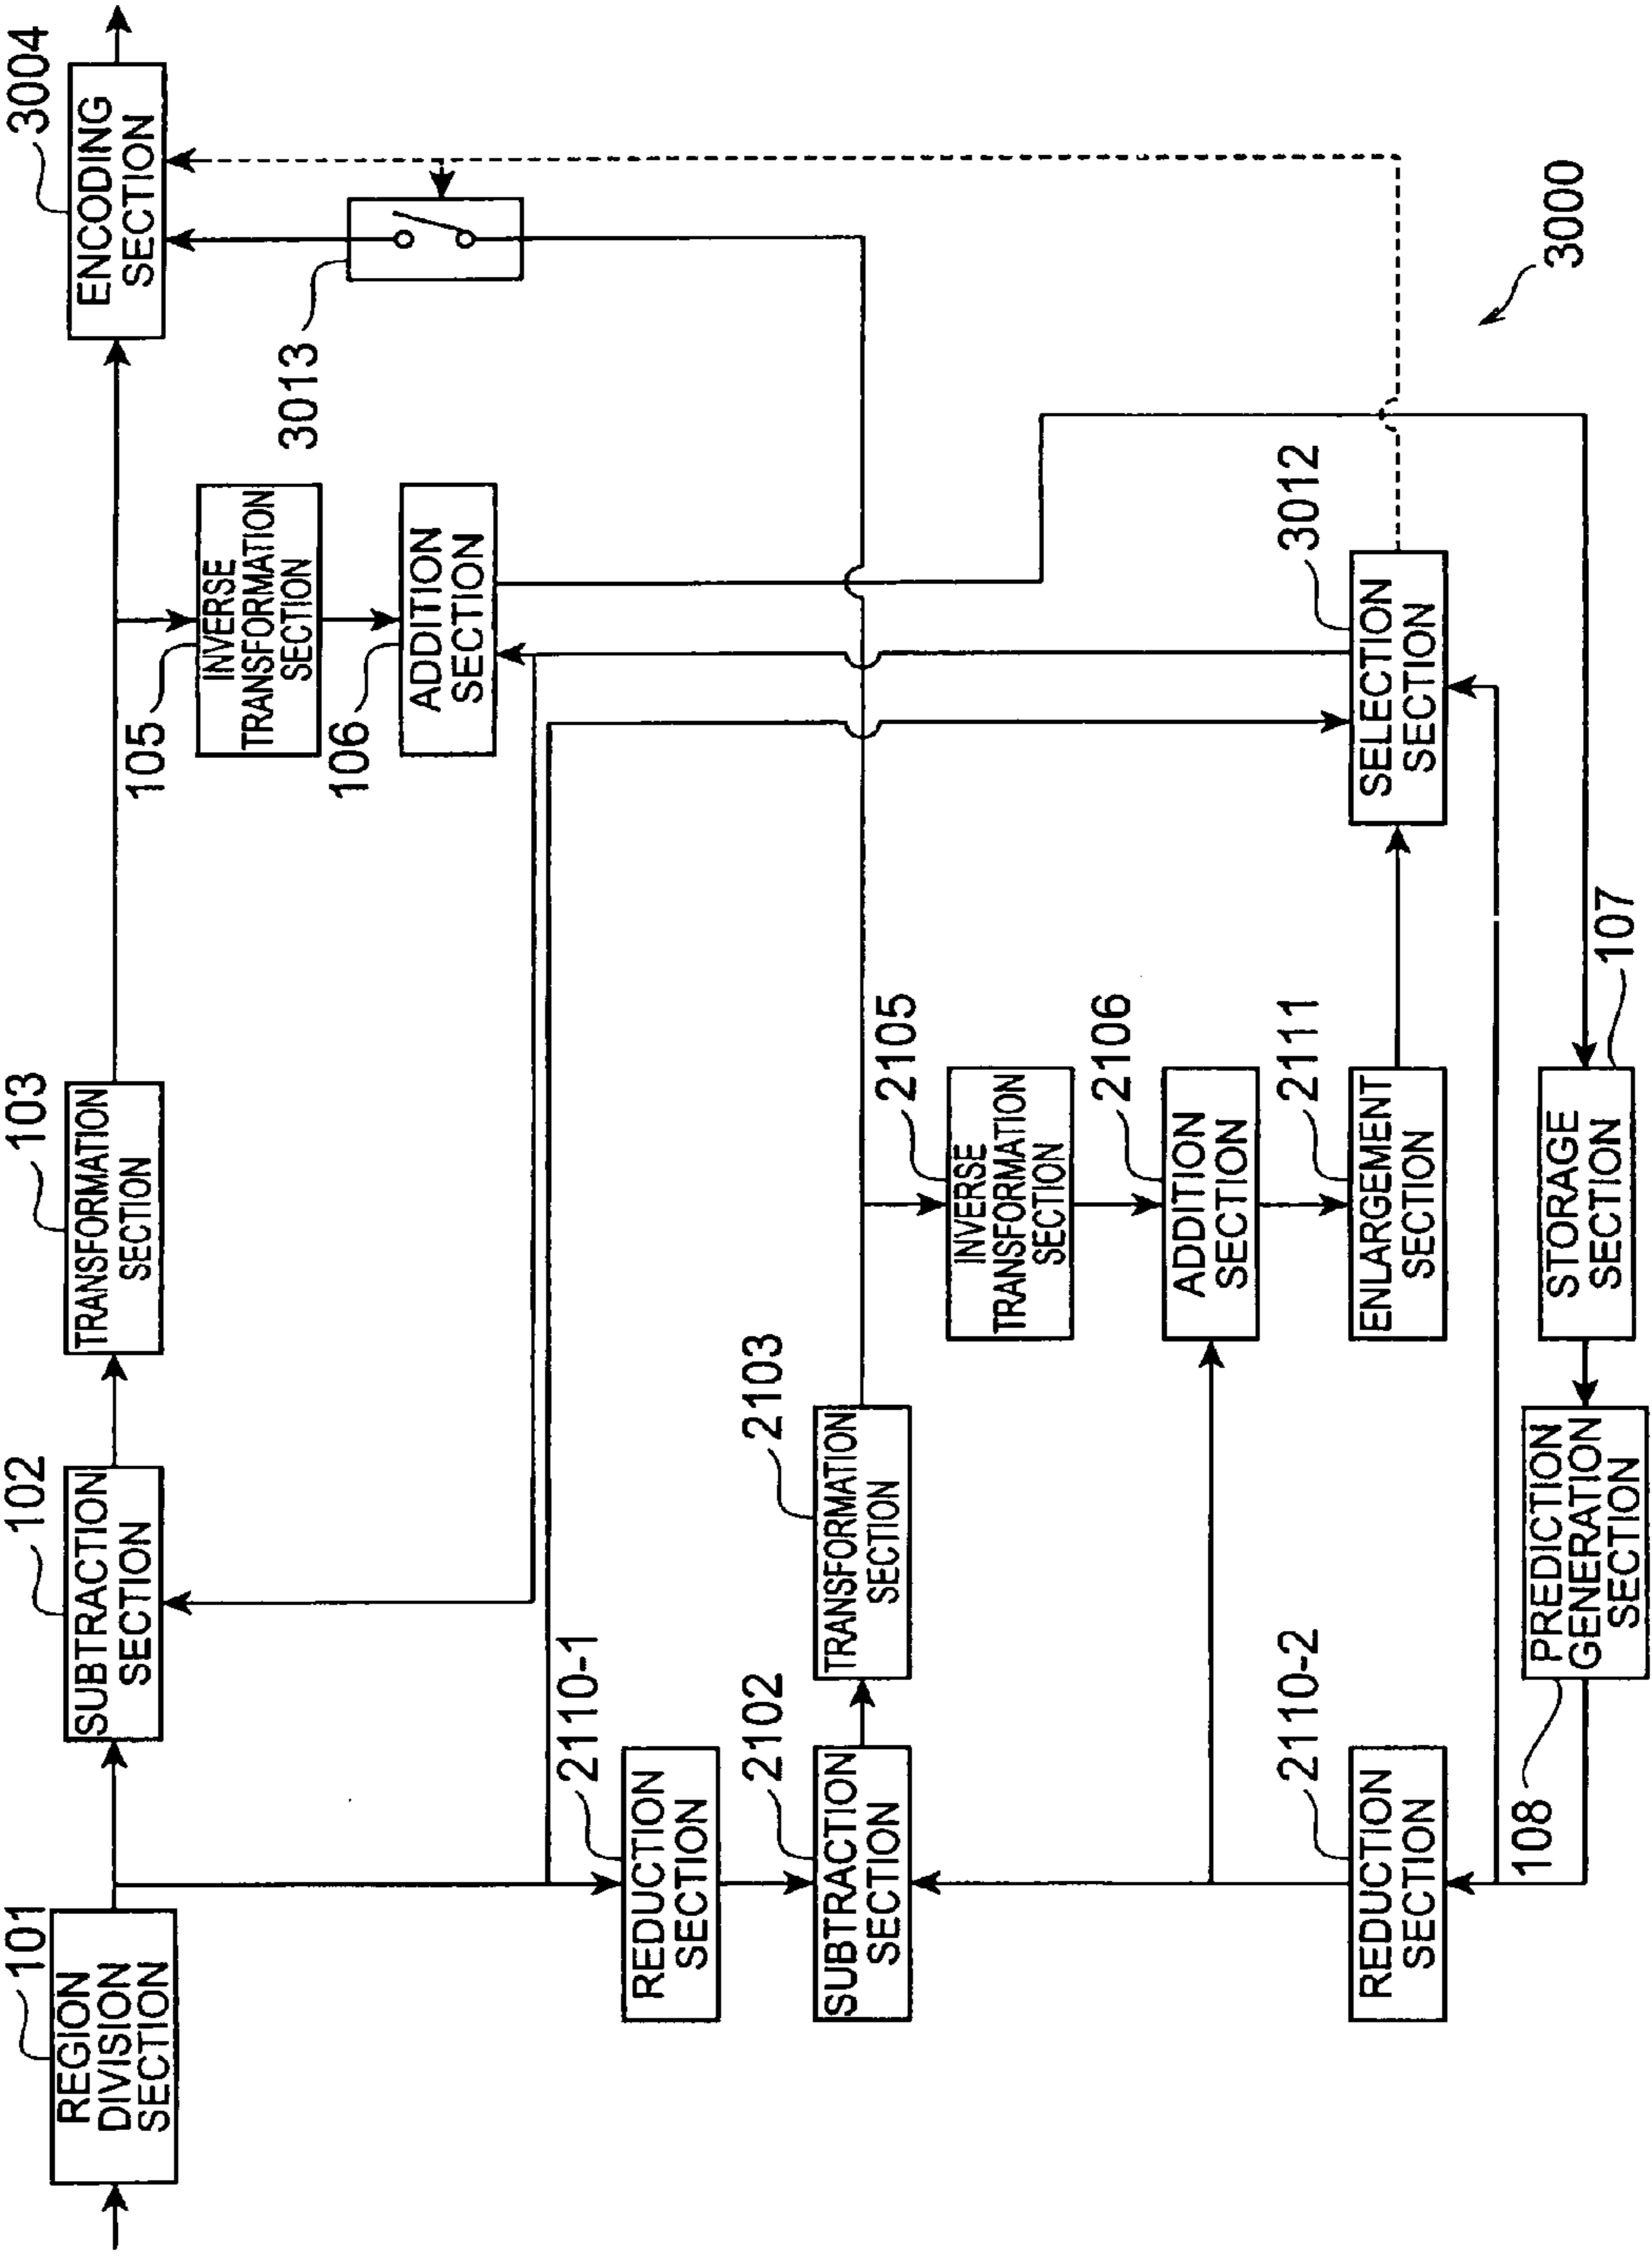 101
REGION
DIVISION
SECTION
102
SUBTRACTION
SECTION
103
TRANSFORMATION
SECTION
3004
ENCODING
SECTION
3013
105
INVERSE
TRANSFORMATION
SECTION
106
ADDITION
SECTION
2110-1
REDUCTION
SECTION
2102
SUBTRACTION
SECTION
2103
TRANSFORMATION
SECTION
2105
INVERSE
TRANSFORMATION
SECTION
2106
ADDITION
SECTION
2110-2
REDUCTION
SECTION
2111
ENLARGEMENT
SECTION
3012
SELECTION
SECTION
108
PREDICTION
GENERATION
SECTION
107
STORAGE
SECTION
3000